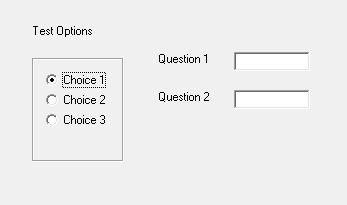 Test Options
Choice 1
Choice 2
Choice 3
Question 1
Question 2